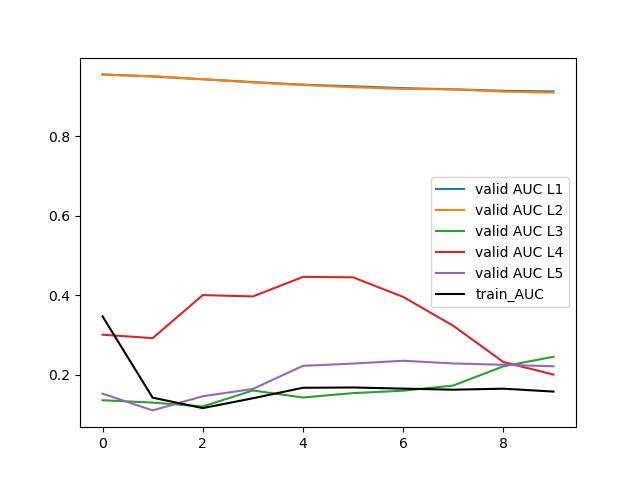 0.8
0.6
0.4
0.2
valid AUC L1
valid AUC L2
valid AUC L3
valid AUC L4
valid AUC L5
train_AUC
0 2 4 6 8